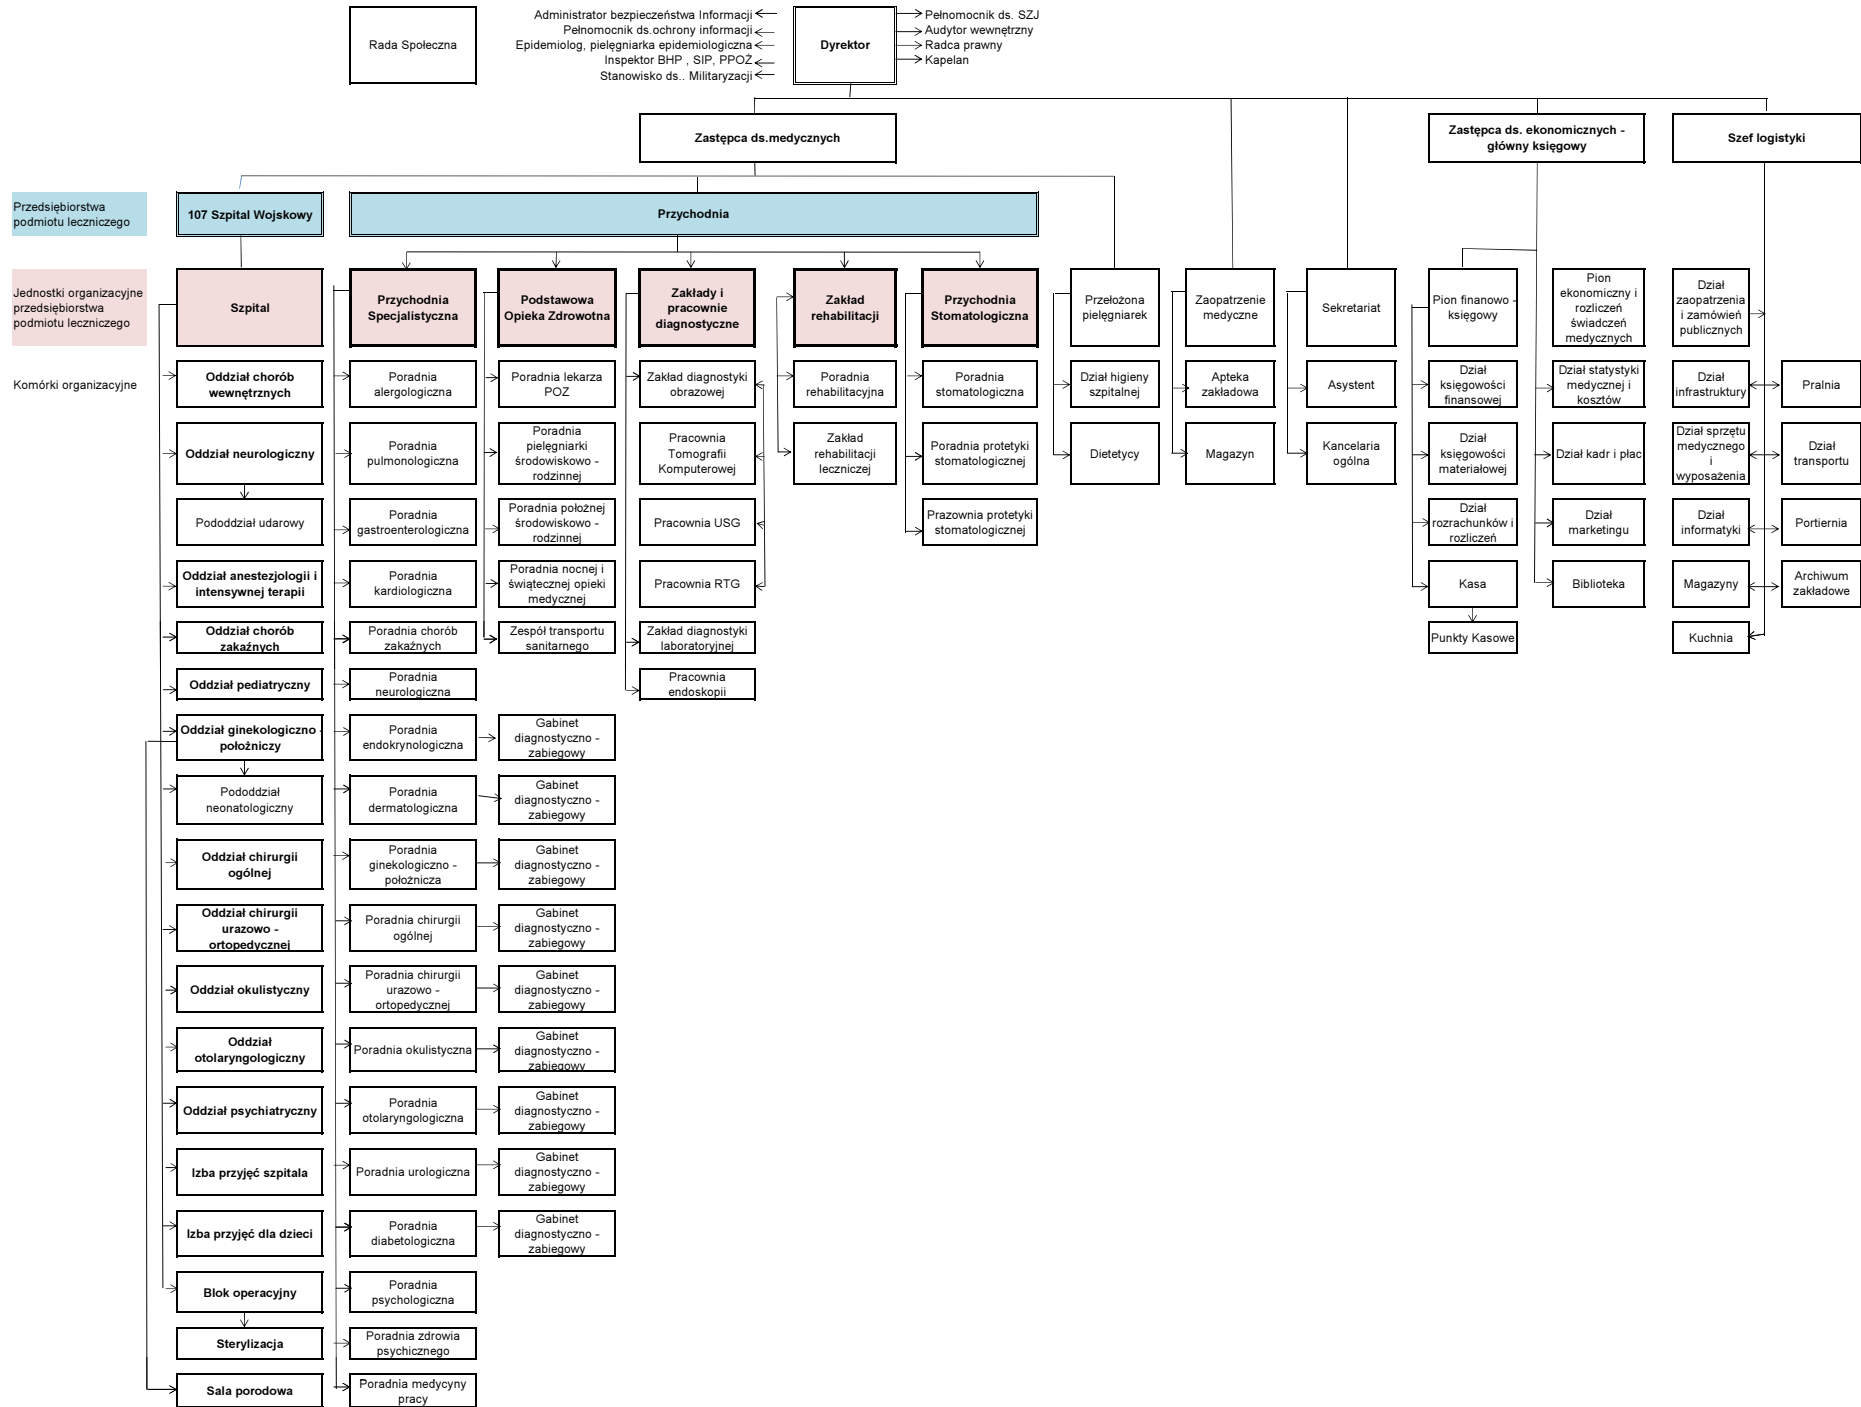 Rada Społeczna
Administrator bezpieczeństwa Informacji
Pełnomocnik ds.ochrony informacji
Epidemiolog, pielęgniarka epidemiologiczna
Inspektor BHP , SIP, PPOŻ
Stanowisko ds.. Militaryzacji
Dyrektor
Pełnomocnik ds. SZJ
Audytor wewnętrzny
Radca prawny
Kapelan
Zastępca ds.medycznych
Zastępca ds. ekonomicznych -
główny księgowy
Szef logistyki
Przedsiębiorstwa
podmiotu leczniczego
107 Szpital Wojskowy
Przychodnia
Jednostki organizacyjne
przedsiębiorstwa
podmiotu leczniczego
Szpital
Przychodnia
Specjalistyczna
Podstawowa
Opieka Zdrowotna
Zakłady i
pracownie
diagnostyczne
Zakład
rehabilitacji
Przychodnia
Stomatologiczna
Przełożona
pielęgniarek
Zaopatrzenie
medyczne
Sekretariat
Pion finansowo -
księgowy
Pion
ekonomiczny i
rozliczeń
świadczeń
medycznych
Dział
zaopatrzenia
i zamówień
publicznych
Komórki organizacyjne
Oddział chorób
wewnętrznych
Poradnia
alergologiczna
Poradnia lekarza
POZ
Zakład diagnostyki
obrazowej
Poradnia
rehabilitacyjna
Poradnia
stomatologiczna
Dział higieny
szpitalnej
Apteka
zakładowa
Asystent
Dział
księgowości
finansowej
Dział statystyki
medycznej i
kosztów
Dział
infrastruktury
Pralnia
Oddział neurologiczny
Poradnia
pulmonologiczna
Poradnia
pielęgniarki
środowiskowo -
rodzinnej
Pracownia
Tomografii
Komputerowej
Zakład
rehabilitacji
leczniczej
Poradnia protetyki
stomatologicznej
Dietetycy
Magazyn
Kancelaria
ogólna
Dział
księgowości
materiałowej
Dział kadr i płac
Dział sprzętu
medycznego
i
wyposażenia
Dział
transportu
Pododdział udarowy
Poradnia
gastroenterologiczna
Poradnia położnej
środowiskowo -
rodzinnej
Pracownia USG
Prazownia protetyki
stomatologicznej
Dział
rozrachunków i
rozliczeń
Dział
marketingu
Dział
informatyki
Portiernia
Oddział anestezjologii i
intensywnej terapii
Poradnia
kardiologiczna
Poradnia nocnej i
świątecznej opieki
medycznej
Pracownia RTG
Kasa
Biblioteka
Magazyny
Archiwum
zakładowe
Oddział chorób
zakaźnych
Poradnia chorób
zakaźnych
Zespół transportu
sanitarnego
Zakład diagnostyki
laboratoryjnej
Punkty Kasowe
Kuchnia
Oddział pediatryczny
Poradnia
neurologiczna
Pracownia
endoskopii
Oddział ginekologiczno -
położniczy
Poradnia
endokrynologiczna
Gabinet
diagnostyczno -
zabiegowy
Pododdział
neonatologiczny
Poradnia
dermatologiczna
Gabinet
diagnostyczno -
zabiegowy
Oddział chirurgii
ogólnej
Poradnia
ginekologiczno -
położnicza
Gabinet
diagnostyczno -
zabiegowy
Oddział chirurgii
urazowo -
ortopedycznej
Poradnia chirurgii
ogólnej
Gabinet
diagnostyczno -
zabiegowy
Oddział okulistyczny
Poradnia chirurgii
urazowo -
ortopedycznej
Gabinet
diagnostyczno -
zabiegowy
Oddział
otolaryngologiczny
Poradnia okulistyczna
Gabinet
diagnostyczno -
zabiegowy
Oddział psychiatryczny
Poradnia
otolaryngologiczna
Gabinet
diagnostyczno -
zabiegowy
Izba przyjęć szpitala
Poradnia urologiczna
Gabinet
diagnostyczno -
zabiegowy
Izba przyjęć dla dzieci
Poradnia
diabetologiczna
Gabinet
diagnostyczno -
zabiegowy
Blok operacyjny
Poradnia
psychologiczna
Sterylizacja
Poradnia zdrowia
psychicznego
Sala porodowa
Poradnia medycyny
pracy